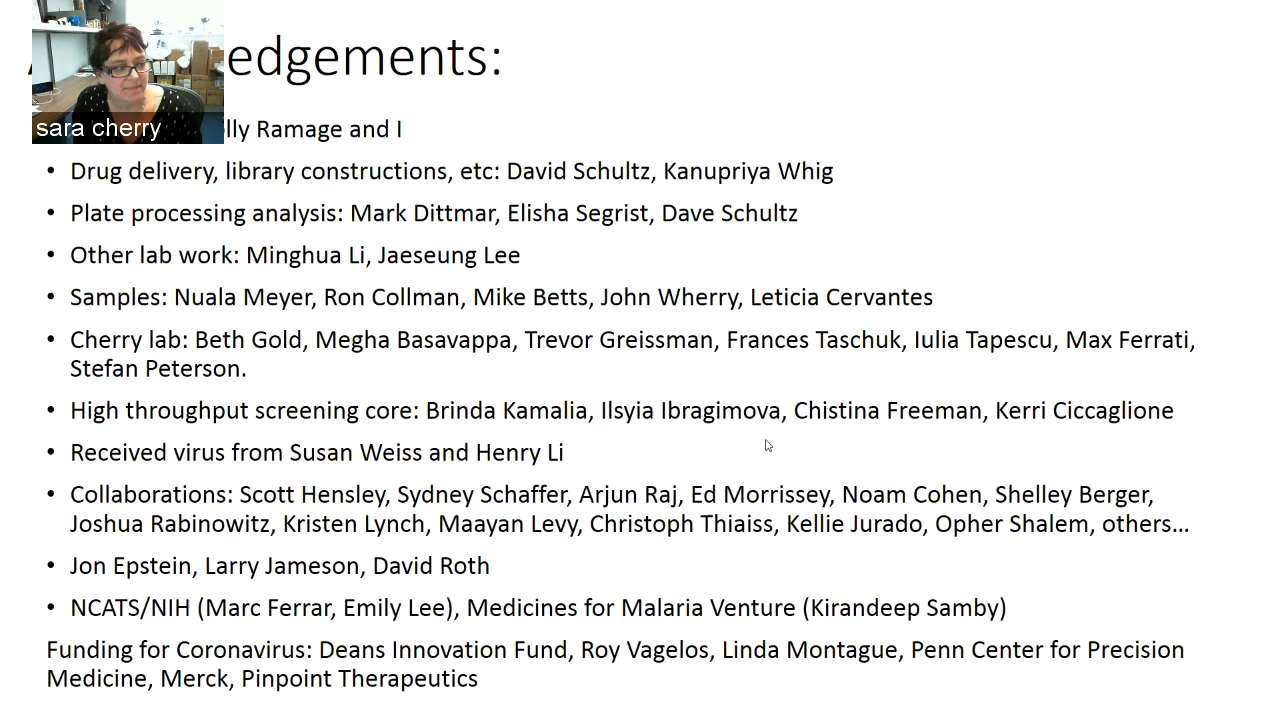 edgements:
sara cherry
lly Ramage and I
• Drug delivery, library constructions, etc: David Schultz, Kanupriya Whig
• Plate processing analysis: Mark Dittmar, Elisha Segrist, Dave Schultz
• Other lab work: Minghua Li, Jaeseung Lee
• Samples: Nuala Meyer, Ron Collman, Mike Betts, John Wherry, Leticia Cervantes
• Cherry lab: Beth Gold, Megha Basavappa, Trevor Greissman, Frances Taschuk, Iulia Tapescu, Max Ferrati,
Stefan Peterson.
• High throughput screening core: Brinda Kamalia, Ilsyia Ibragimova, Chistina Freeman, Kerri Ciccaglione
• Received virus from Susan Weiss and Henry Li
• Collaborations: Scott Hensley, Sydney Schaffer, Arjun Raj, Ed Morrissey, Noam Cohen, Shelley Berger,
Joshua Rabinowitz, Kristen Lynch, Maayan Levy, Christoph Thiaiss, Kellie Jurado, Opher Shalem, others...
• Jon Epstein, Larry Jameson, David Roth
• NCATS/NIH (Marc Ferrar, Emily Lee), Medicines for Malaria Venture (Kirandeep Samby)
Funding for Coronavirus: Deans Innovation Fund, Roy Vagelos, Linda Montague, Penn Center for Precision
Medicine, Merck, Pinpoint Therapeutics